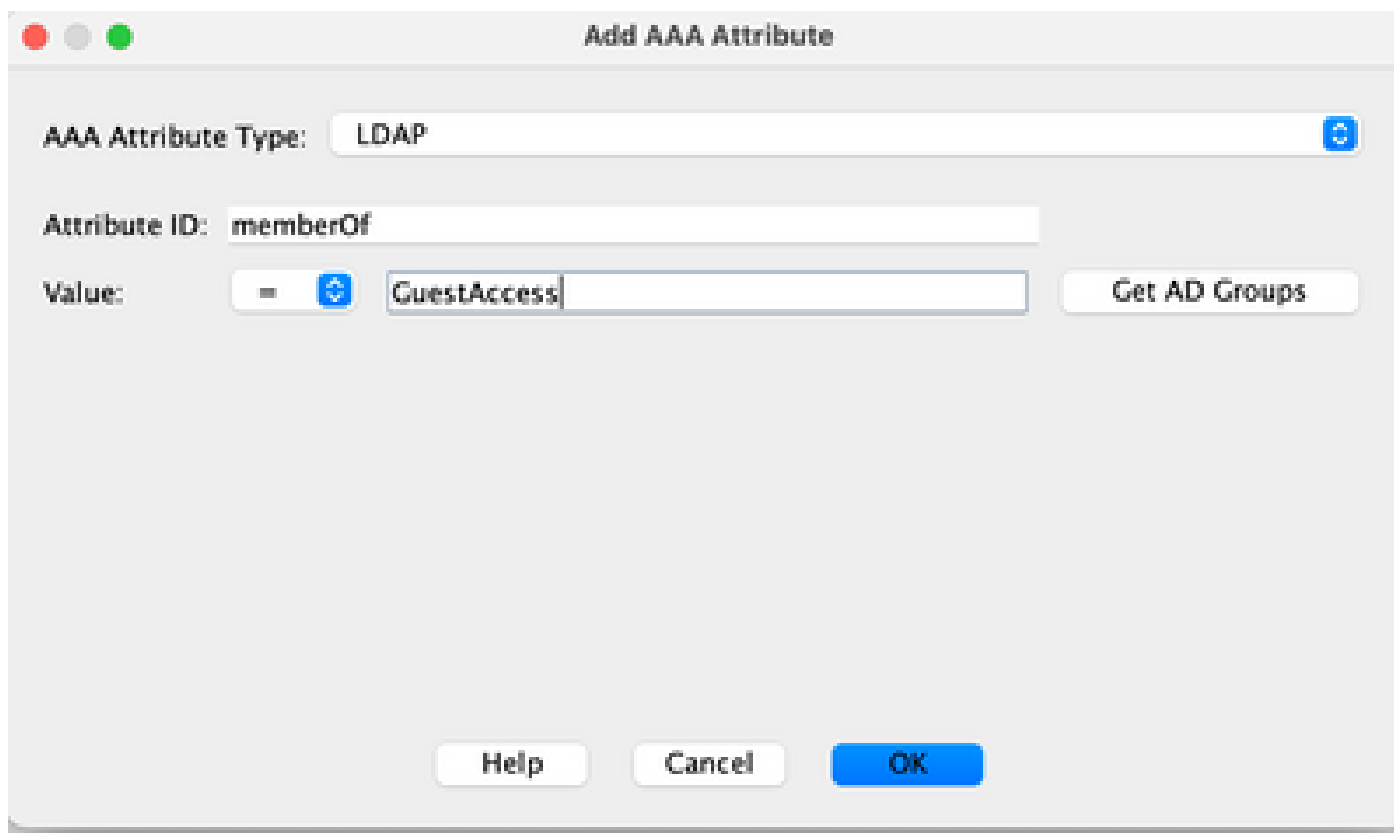 Add AAA Attribute
AAA Attribute Type: LDAP
Attribute ID: memberOf
Value: = GuestAccess Get AD Groups
Help Cancel OK